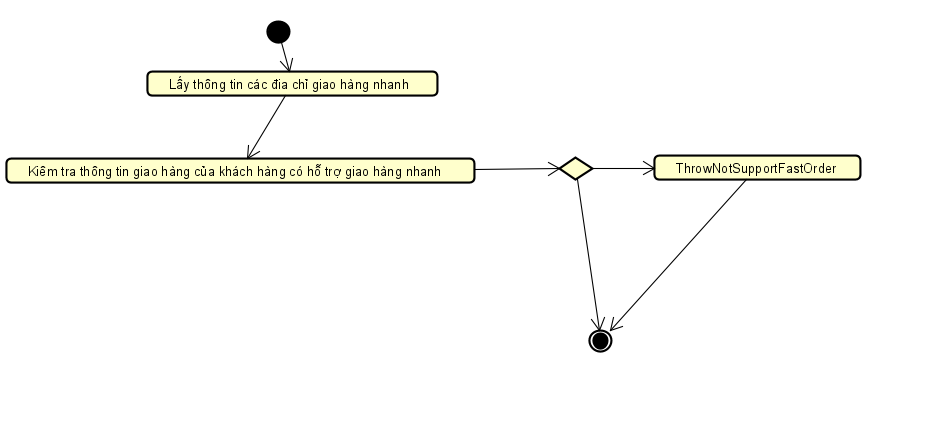 Lấy thông tin các địa chỉ giao hàng nhanh
Kiểm tra thông tin giao hàng của khách hàng có hỗ trợ giao hàng nhanh
ThrowNotSupportFastOrder